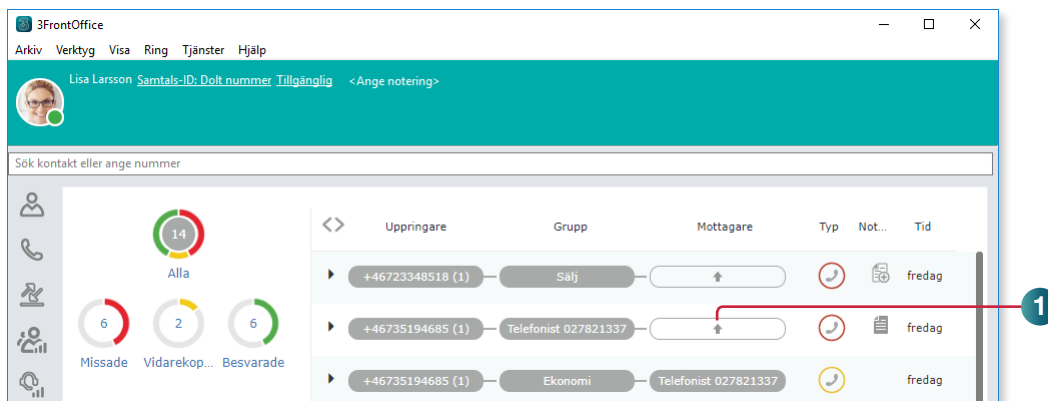 3FrontOffice
Arkiv Verktyg Visa Ring Tjänster Hjälp
Lisa Larsson Samtals-ID: Dolt nummer Tillgänglig <Ange notering>
Sök kontakt eller ange nummer
14
Alla
6 2 6
Missade Vidarekop... Besvarade
<> Uppringare Grupp Mottagare Typ Not... Tid
+46723348518 (1) Sälj fredag
+46735194685 (1) Telefonist 027821337 fredag
+46735194685 (1) Ekonomi Telefonist 027821337 fredag
1